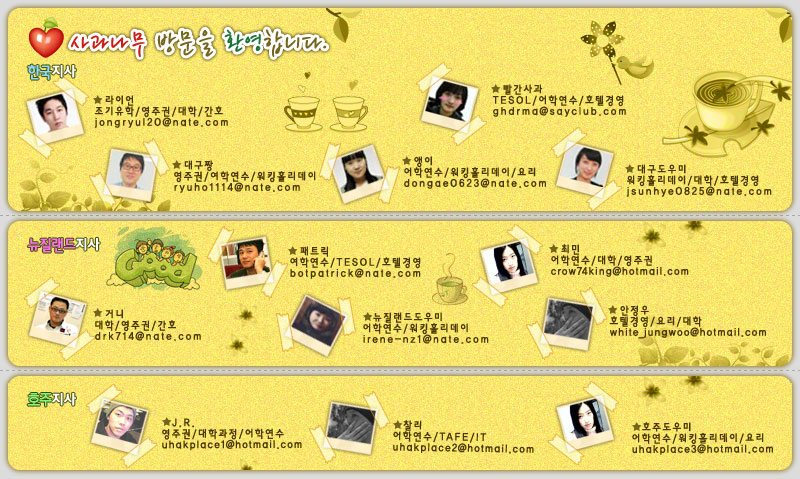 사과나무 방문을 환영합니다.
한국지사
★라이언
조기유학/영주권/대학/간호
jongryul20@nate.com
★빨간사과
TESOL/어학연수/호텔경영
ghdrma@sayclub.com
★대구짱
영주권/어학연수/워킹홀리데이
ryuho1114@nate.com
★앵이
어학연수/워킹홀리데이/요리
dongae0623@nate.com
★대구도우미
워킹홀리데이/대학/호텔경영
jsunhye0825@nate.com
뉴질랜드지사
Good
★패트릭
어학연수/TESOL/호텔경영
botpatrick@nate.com
★최민
어학연수/대학/영주권
crow74king@hotmail.com
★거니
대학/영주권/간호
drk714@nate.com
★뉴질랜드도우미
어학연수/워킹홀리데이
irene-nz1@nate.com
★안정우
호텔경영/요리/대학
white_jungwoo@hotmail.com
호주지사
★J.R.
영주권/대학과정/어학연수
uhakplace1@hotmail.com
★찰리
어학연수/TAFE/IT
uhakplace2@hotmail.com
★호주도우미
어학연수/워킹홀리데이/요리
uhakplace3@hotmail.com